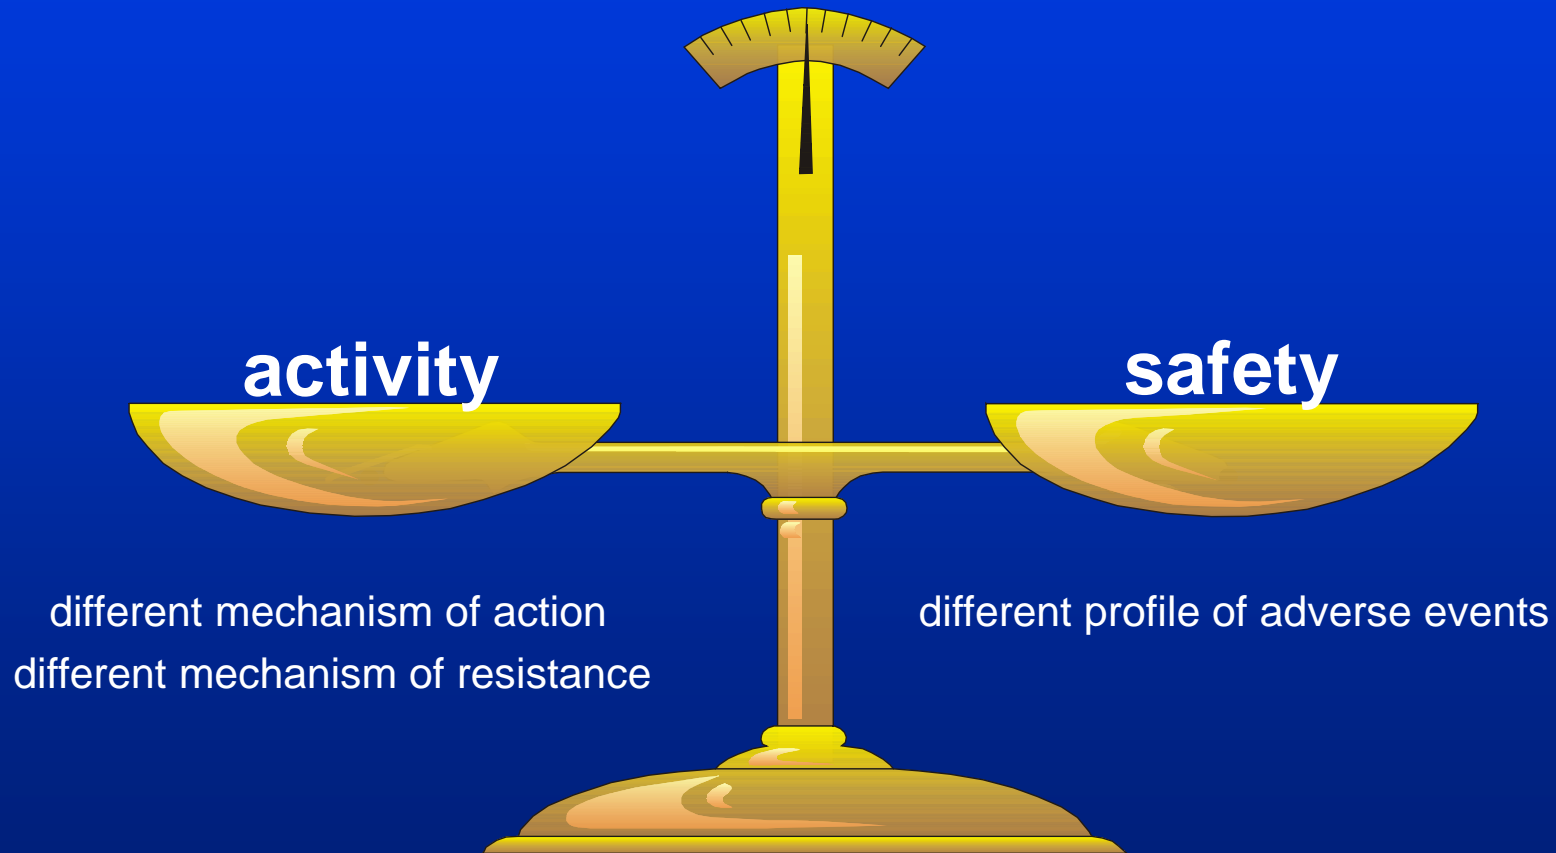 activity
safety
different mechanism of action
different mechanism of resistance
different profile of adverse events